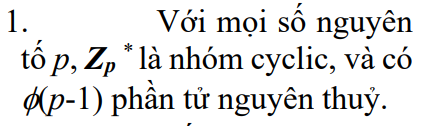 1. Với mọi số nguyên
tố p, Zₚ* là nhóm cyclic, và có
ϕ(p-1) phần tử nguyên thuỷ.